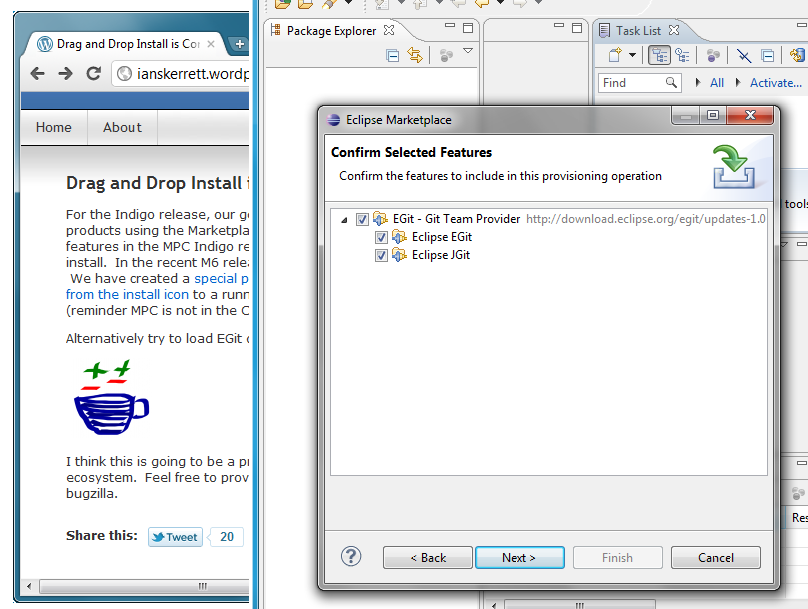 Drag and Drop Install is Con
ianskerrett.wordp
Home
About
Drag and Drop Install
For the Indigo release, our
products using the Marketpla
features in the MPC Indigo
install. In the recent M6
We have created a special
from the install icon to a
(reminder MPC is not in the
Alternatively try to load EGit
I think this is going to be a
ecosystem. Feel free to
bugzilla.
Share this:
Tweet
20
Package Explorer
Task List
Find
All
Activate...
Eclipse Marketplace
Confirm Selected Features
Confirm the features to include in this provisioning operation
EGit - Git Team Provider http://download.eclipse.org/egit/updates-1.0
Eclipse EGit
Eclipse JGit
? < Back Next > Finish Cancel
tools
Res